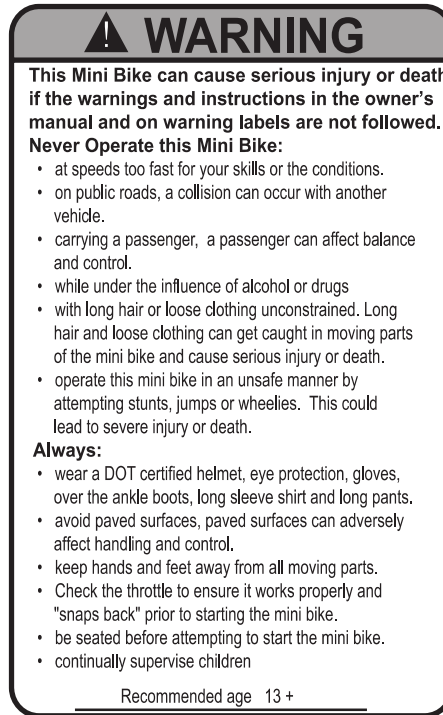 WARNING
This Mini Bike can cause serious injury or death
if the warnings and instructions in the owner's
manual and on warning labels are not followed.
Never Operate this Mini Bike:
• at speeds too fast for your skills or the conditions.
• on public roads, a collision can occur with another
vehicle.
• carrying a passenger, a passenger can affect balance
and control.
• while under the influence of alcohol or drugs
• with long hair or loose clothing unconstrained. Long
hair and loose clothing can get caught in moving parts
of the mini bike and cause serious injury or death.
• operate this mini bike in an unsafe manner by
attempting stunts, jumps or wheelies. This could
lead to severe injury or death.
Always:
• wear a DOT certified helmet, eye protection, gloves,
over the ankle boots, long sleeve shirt and long pants.
• avoid paved surfaces, paved surfaces can adversely
affect handling and control.
• keep hands and feet away from all moving parts.
• Check the throttle to ensure it works properly and
"snaps back" prior to starting the mini bike.
• be seated before attempting to start the mini bike.
• continually supervise children
Recommended age 13 +